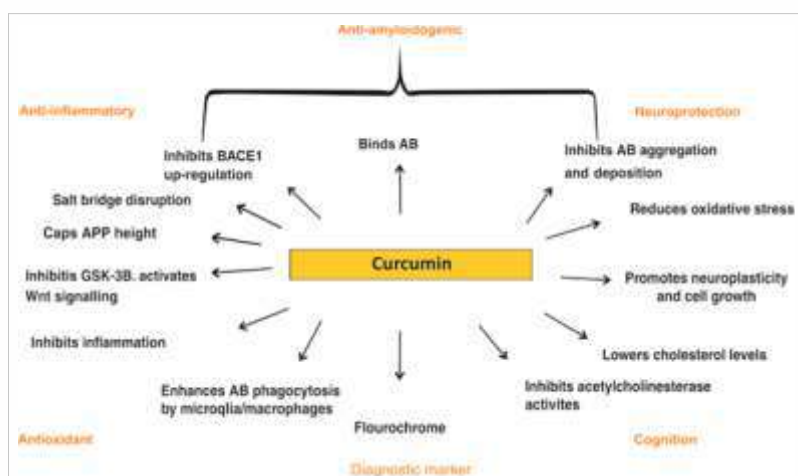 Anti-amyloidogenic
Anti-inflammatory
Neuroprotection
Inhibits BACE1
up-regulation
Binds AB
Inhibits AB aggregation
and deposition
Salt bridge disruption
Reduces oxidative stress
Caps APP height
Curcumin
Inhibitis GSK-3B. activates
Wnt signalling
Promotes neuroplasticity
and cell growth
Inhibits inflammation
Lowers cholesterol levels
Enhances AB phagocytosis
by microqlia/macrophages
Inhibits acetylcholinesterase
activites
Flourochrome
Antioxidant
Cognition
Diagnostic marker